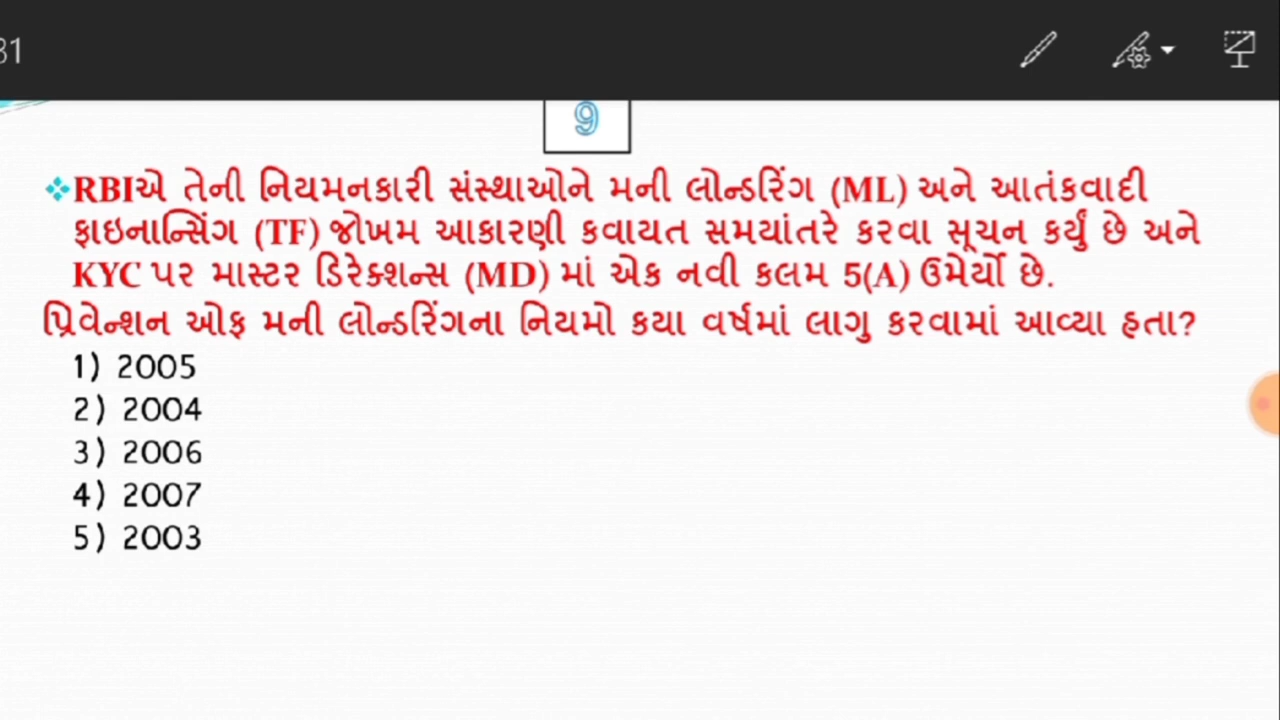 31
9
❖RBIએ તેની નિયમનકારી સંસ્થાઓને મની લોન્ડરિંગ (ML) અને આતંકવાદી
ફાઇનાન્સિંગ (TF) જોખમ આકારણી કવાયત સમયાંતરે કરવા સૂચન કર્યું છે અને
KYC પર માસ્ટર ડિરેક્શન્સ (MD) માં એક નવી કલમ 5(A) ઉમેર્યો છે.
પ્રિવેન્શન ઓફ મની લોન્ડરિંગના નિયમો કયા વર્ષમાં લાગુ કરવામાં આવ્યા હતા?
1) 2005
2) 2004
3) 2006
4) 2007
5) 2003